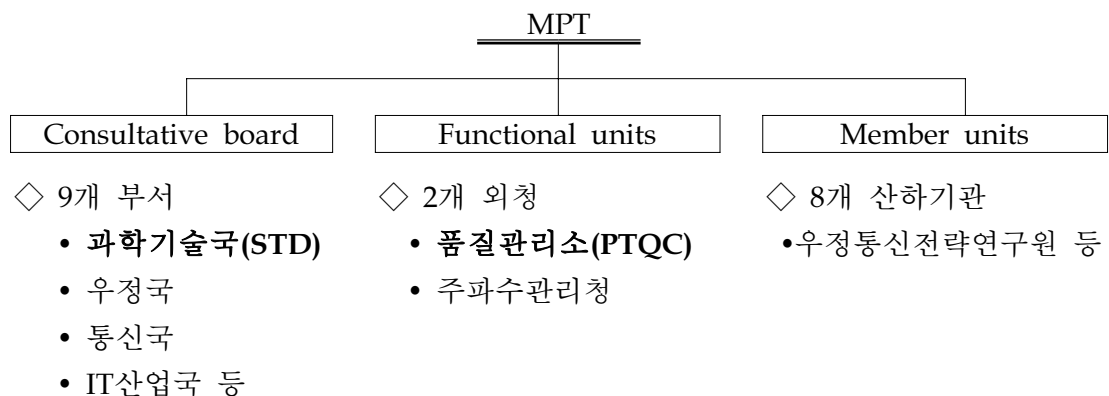 MPT
Consultative board
◇ 9개 부서
• 과학기술국(STD)
• 우정국
• 통신국
• IT산업국 등
Functional units
◇ 2개 외청
• 품질관리소(PTQC)
• 주파수관리청
Member units
◇ 8개 산하기관
•우정통신전략연구원 등